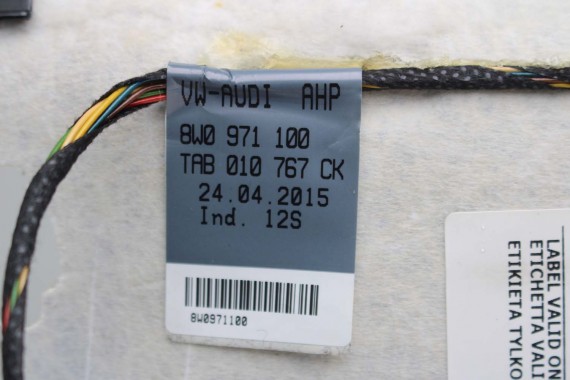 VW-AUDI AHP
8W0 971 100
TAB 010 767 CK
24.04.2015
Ind. 12S
8W0971100
LABEL VALID ON
ETICHETTA VALI
ETIKIETA TYLKO